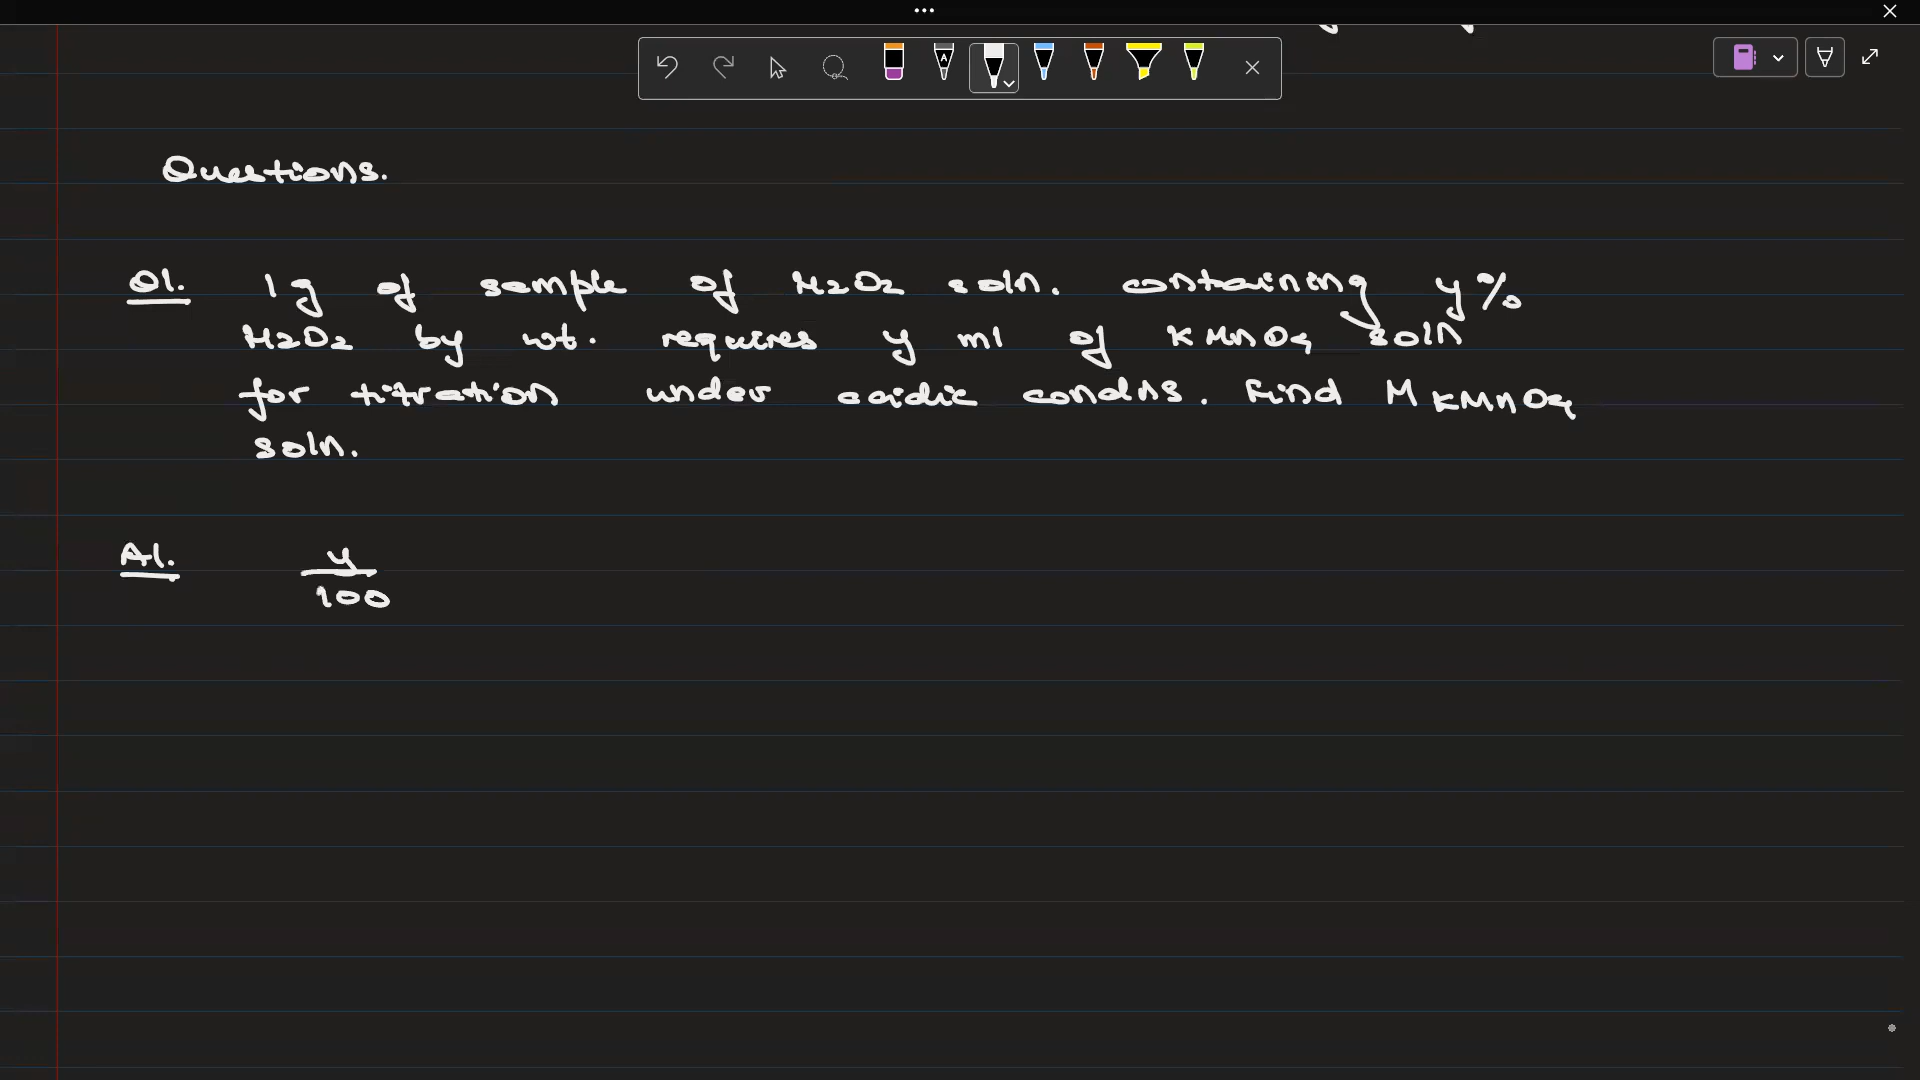 Questions.
Q1. 1 g of sample of H2O2 soln. containing y%
H2O2 by wt. requires y ml of KMnO4 soln
for titration under acidic condns. Find M KMnO4
soln.
A1. y
100